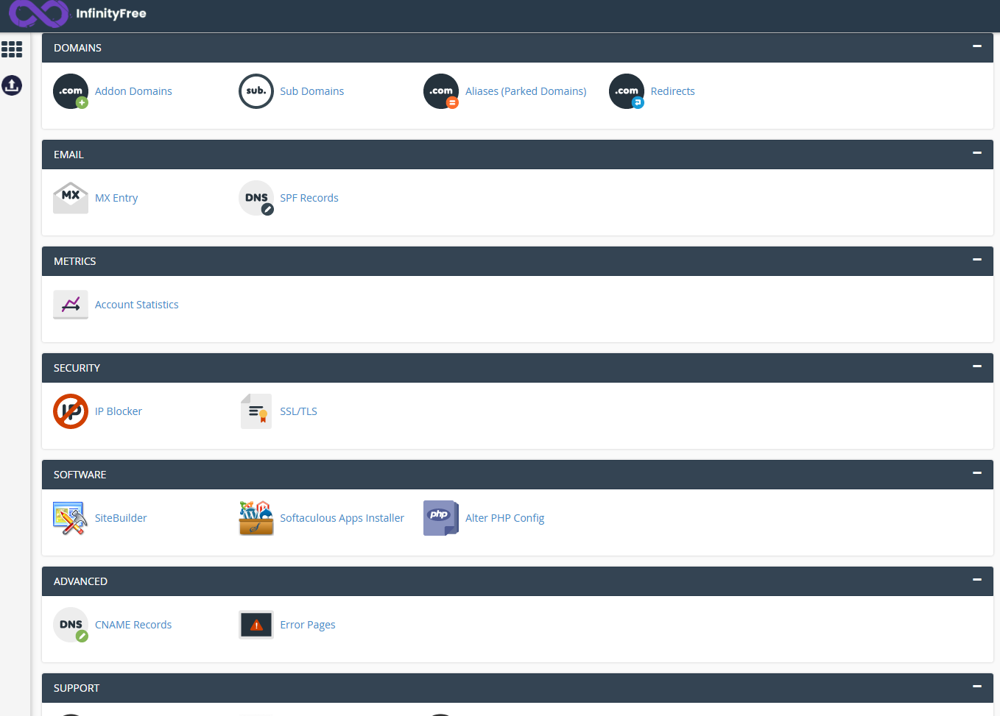 InfinityFree
DOMAINS
.com Addon Domains
sub. Sub Domains
.com Aliases (Parked Domains)
.com Redirects
EMAIL
MX MX Entry
DNS SPF Records
METRICS
Account Statistics
SECURITY
IP IP Blocker
SSL/TLS
SOFTWARE
SiteBuilder
Softaculous Apps Installer
php Alter PHP Config
ADVANCED
DNS CNAME Records
Error Pages
SUPPORT